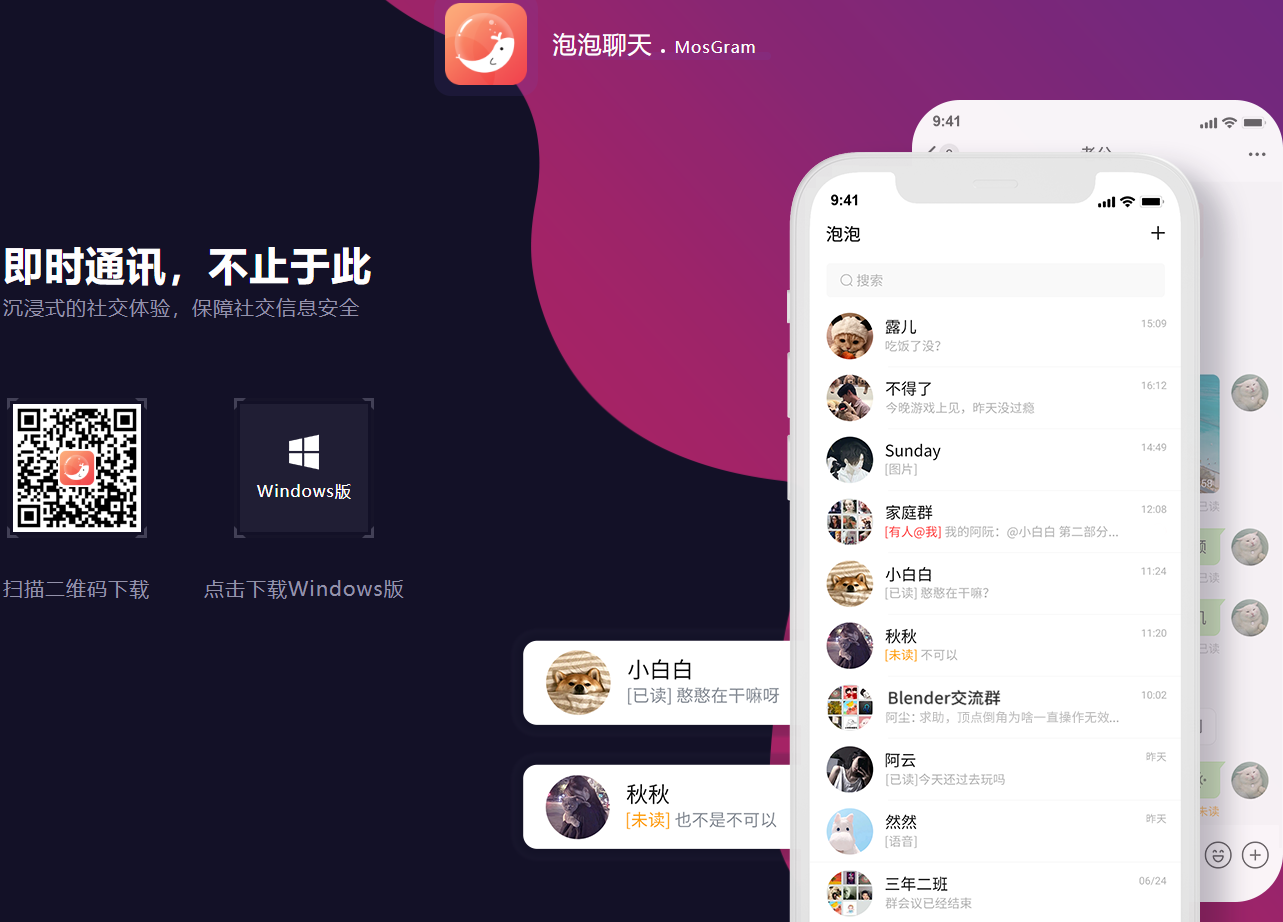 泡泡聊天 . MosGram
即时通讯，不止于此
沉浸式的社交体验，保障社交信息安全
Windows版
扫描二维码下载
点击下载Windows版
小白白
[已读] 憨憨在干嘛呀
秋秋
[未读] 也不是不可以
9:41
9:41
泡泡
搜索
露儿 15:09
吃饭了没？
不得了 16:12
今晚游戏上见，昨天没过瘾
Sunday 14:49
[图片]
家庭群 12:08
[有人@我] 我的阿阮：@小白白 第二部分...
小白白 11:24
[已读] 憨憨在干嘛？
秋秋 11:20
[未读] 不可以
Blender交流群 10:02
阿尘: 求助，顶点倒角为啥一直操作无效...
阿云 昨天
[已读]今天还过去玩吗
然然 昨天
[语音]
三年二班 06/24
群会议已经结束
58
已读
已读
已读
未读